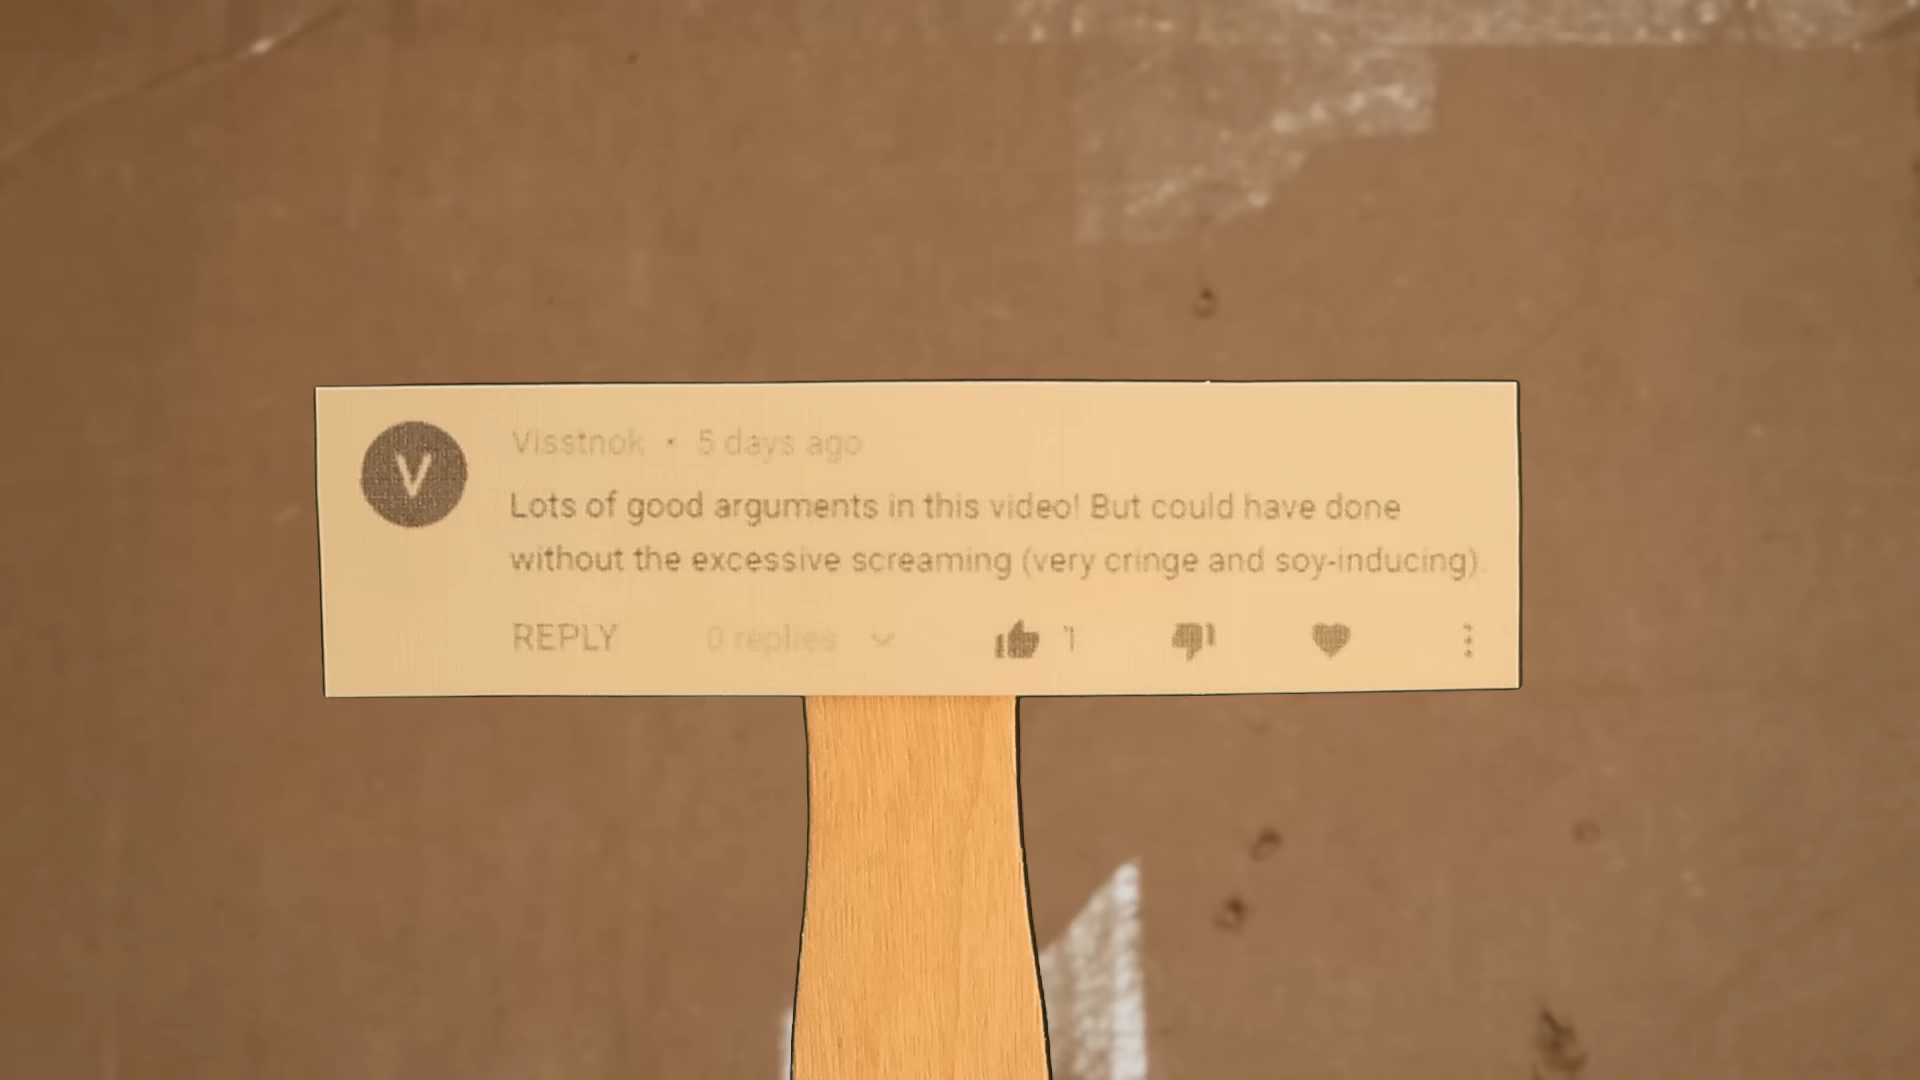 V
Visstnok • 5 days ago
Lots of good arguments in this video! But could have done
without the excessive screaming (very cringe and soy-inducing).
REPLY 0 replies 1